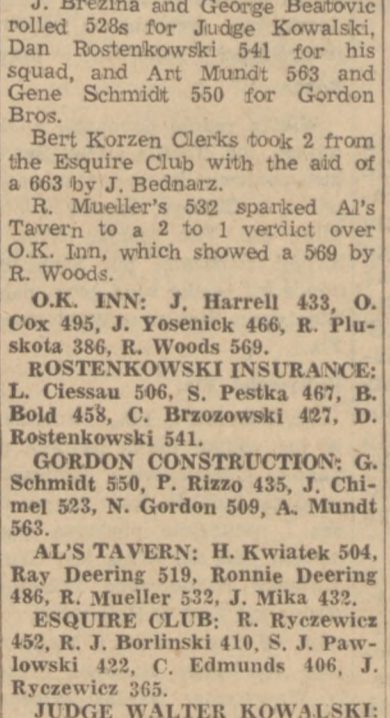 J. Brezina and George Beatovic
rolled 528s for Judge Kowalski,
Dan Rostenkowski 541 for his
squad, and Art Mundt 563 and
Gene Schmidt 550 for Gordon
Bros.
Bert Korzen Clerks took 2 from
the Esquire Club with the aid of
a 663 by J. Bednarz.
R. Mueller's 532 sparked Al's
Tavern to a 2 to 1 verdict over
O.K. Inn, which showed a 569 by
R. Woods.
O.K. INN: J. Harrell 433, O.
Cox 495, J. Yosenick 466, R. Plu-
skota 386, R. Woods 569.
ROSTENKOWSKI INSURANCE:
L. Ciessau 506, S. Pestka 467, B.
Bold 458, C. Brzozowski 427, D.
Rostenkowski 541.
GORDON CONSTRUCTION: G.
Schmidt 550, P. Rizzo 435, J. Chi-
mel 523, N. Gordon 509, A. Mundt
563.
AL'S TAVERN: H. Kwiatek 504,
Ray Deering 519, Ronnie Deering
486, R. Mueller 532, J. Mika 432.
ESQUIRE CLUB: R. Ryczewicz
452, R. J. Borlinski 410, S. J. Paw-
lowski 422, C. Edmunds 406, J.
Ryczewicz 365.
JUDGE WALTER KOWALSKI: